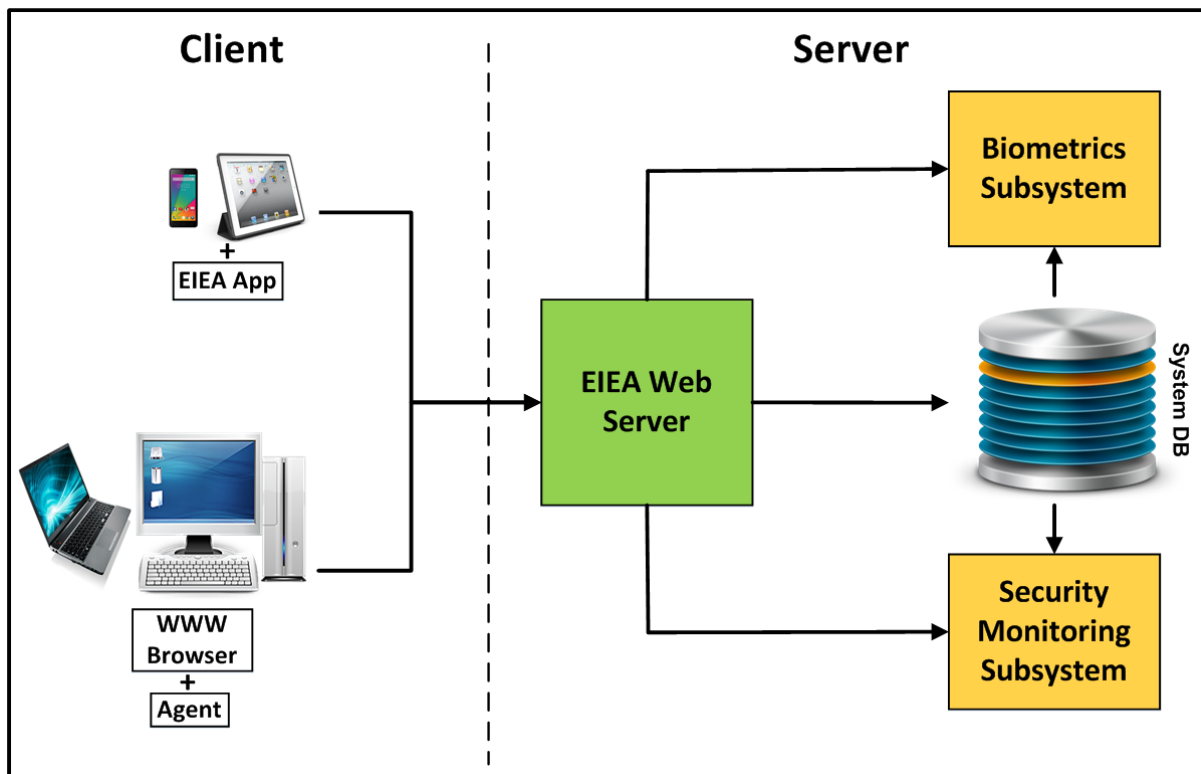 Client
Server
+
EIEA App
WWW
Browser
+
Agent
EIEA Web
Server
Biometrics
Subsystem
System DB
Security
Monitoring
Subsystem